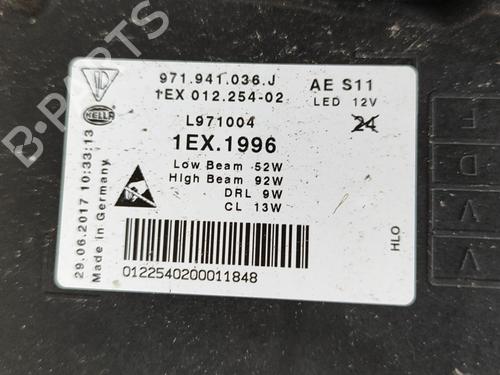 971.941.036.J
AE S11
1EX 012.254-02
LED 12V
24
L971004
1EX.1996
Low Beam 52W
High Beam 92W
DRL 9W
CL 13W
HELLA
29.06.2017 10:33:13
Made in Germany
0122540200011848
HLO
F
D
V
V
B-PARTS